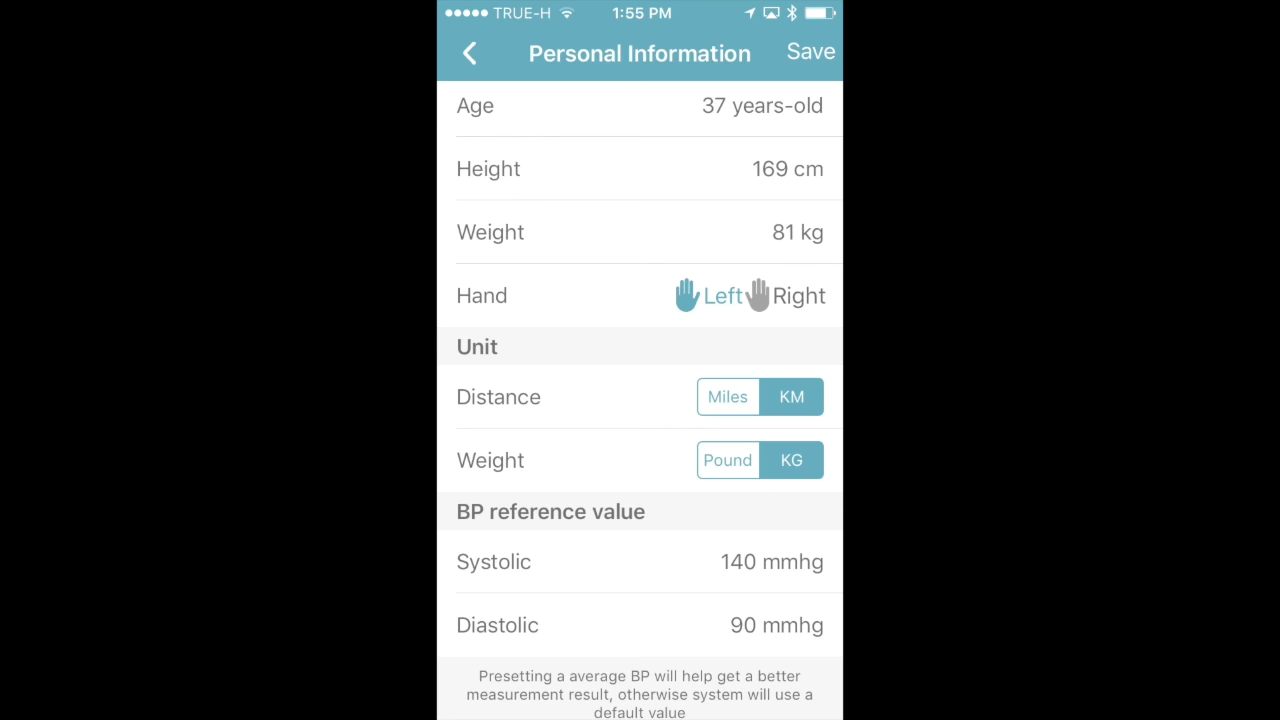 TRUE-H 1:55 PM
Personal Information Save
Age 37 years-old
Height 169 cm
Weight 81 kg
Hand Left Right
Unit
Distance Miles KM
Weight Pound KG
BP reference value
Systolic 140 mmhg
Diastolic 90 mmhg
Presetting a average BP will help get a better
measurement result, otherwise system will use a
default value